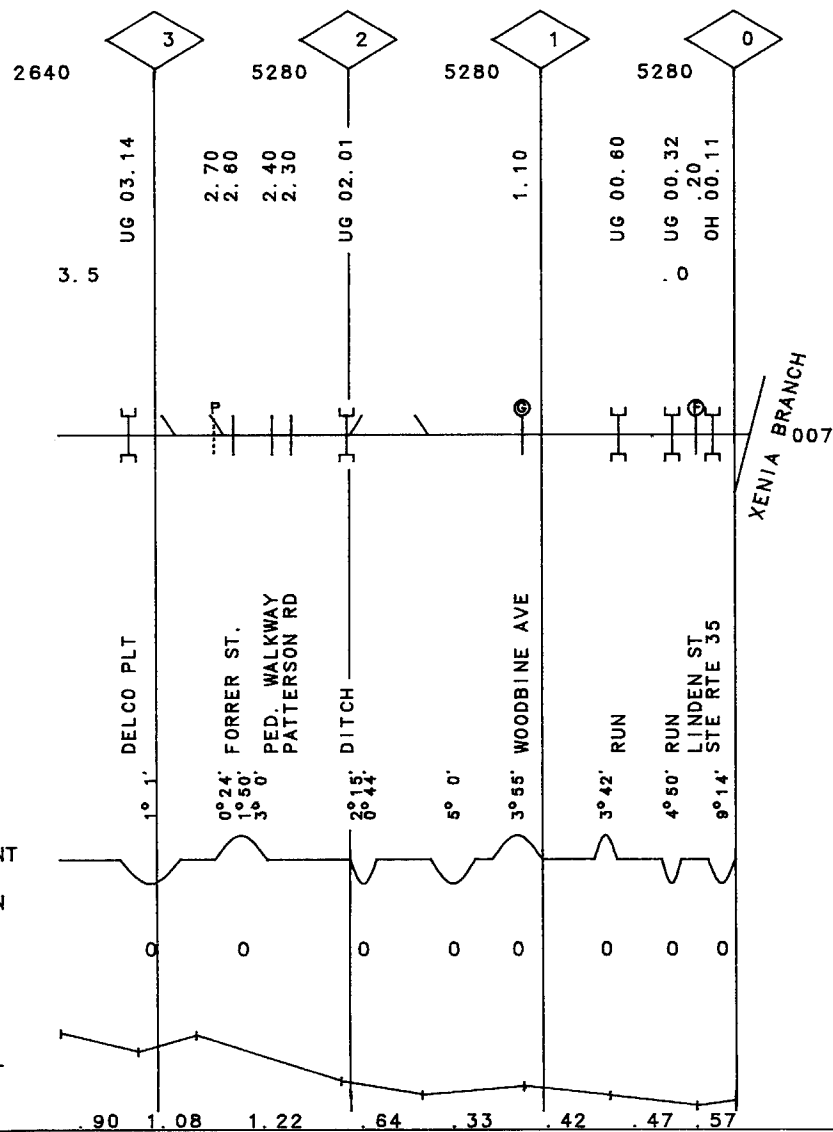 3 2 1 0
2640 5280 5280 5280
UG 03.14
2.70
2.60
2.40
2.30
UG 02.01
1.10
UG 00.60
UG 00.32
.20
OH 00.11
3.5 .0
P G F
XENIA BRANCH
007
DELCO PLT
FORRER ST.
PED. WALKWAY
PATTERSON RD
DITCH
WOODBINE AVE
RUN
RUN
LINDEN ST
STE RTE 35
1° 1'
0°24'
1°50'
3° 0'
2°15'
0°44'
5° 0'
3°55'
3°42'
4°50'
9°14'
NT
N
0 0 0 0 0 0 0 0
.90 1.08 1.22 .64 .33 .42 .47 .57